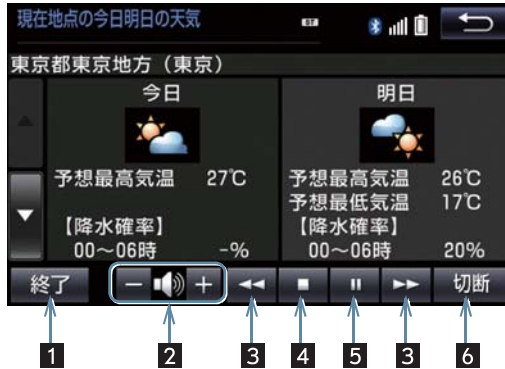 現在地点の今日明日の天気 BT
東京都東京地方（東京）
今日 明日
予想最高気温 27℃ 予想最高気温 26℃
予想最低気温 17℃
【降水確率】 【降水確率】
00～06時 -% 00～06時 20%
終了 － ＋ 切断
1 2 3 4 5 3 6